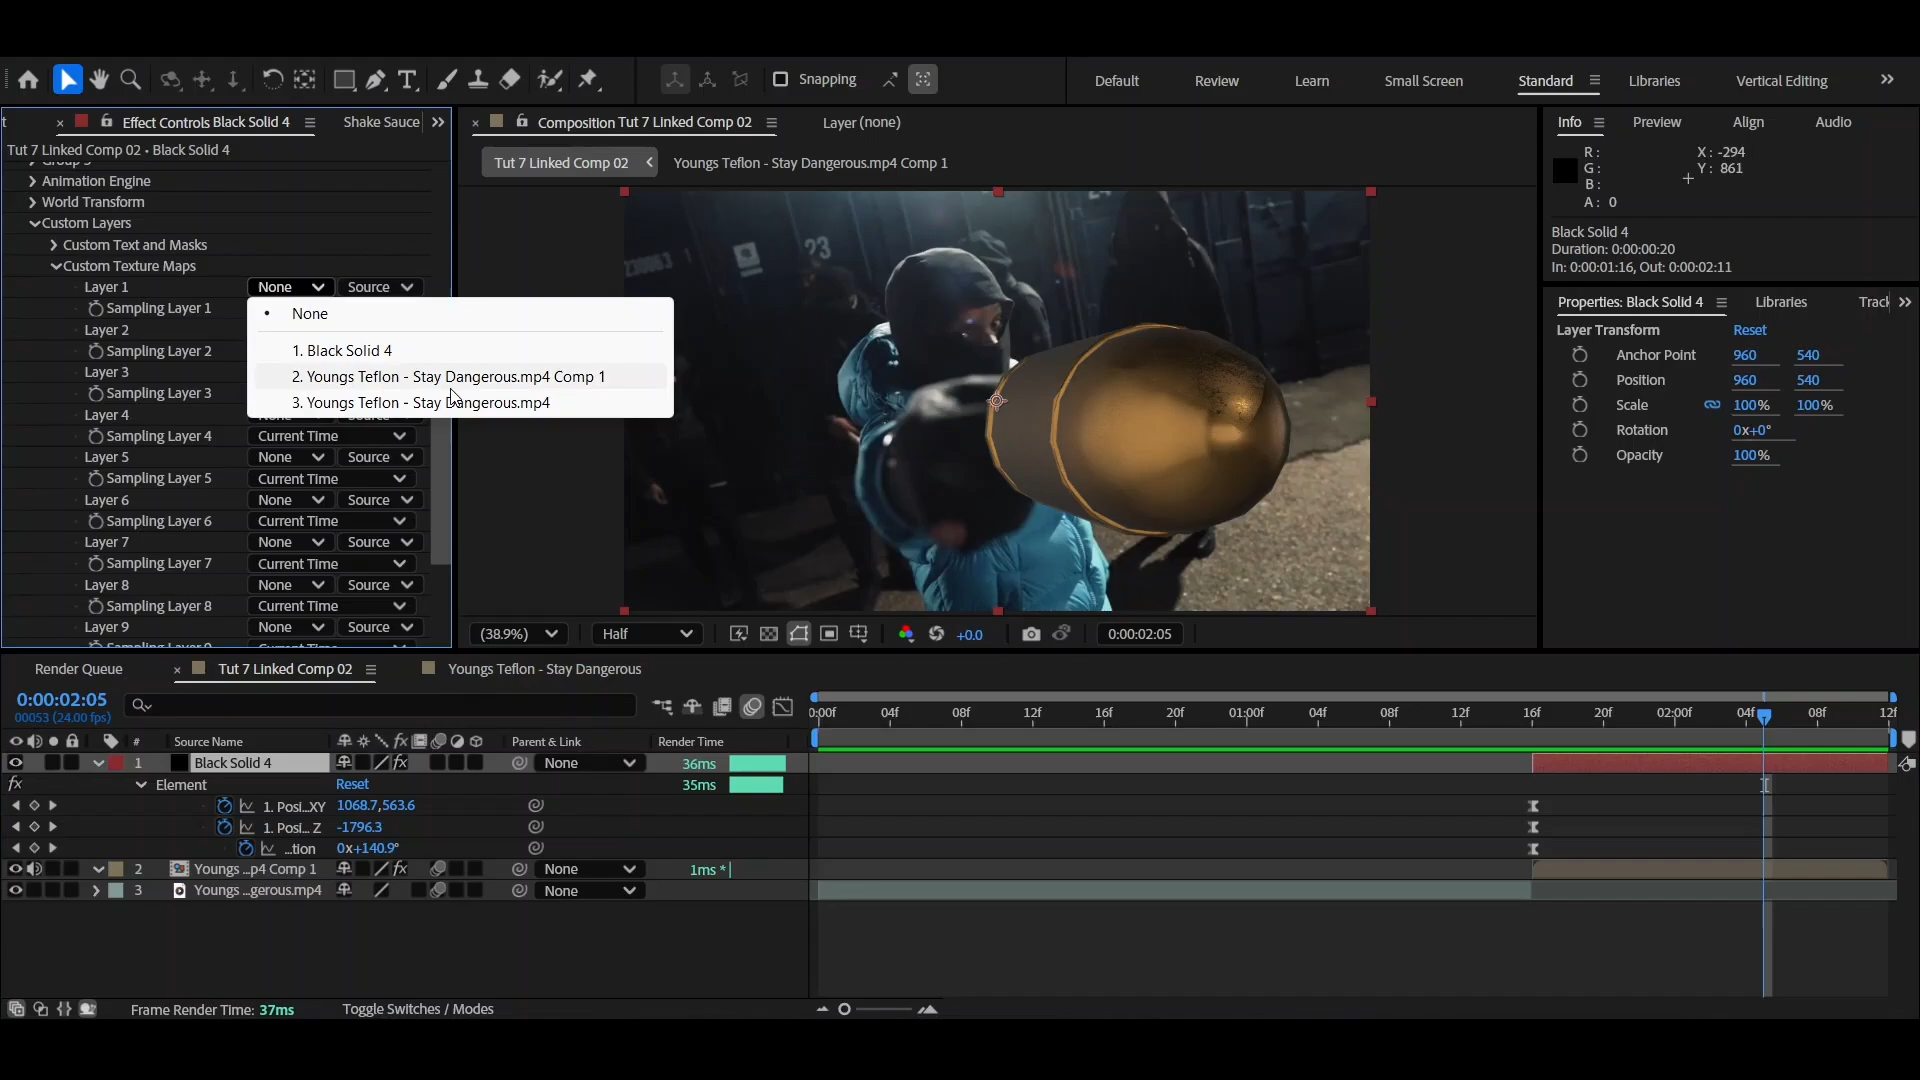 Snapping
Default
Review
Learn
Small Screen
Standard
Libraries
Vertical Editing
Effect Controls Black Solid 4
Shake Sauce
Composition Tut 7 Linked Comp 02
Layer (none)
Info
Preview
Align
Audio
Tut 7 Linked Comp 02 • Black Solid 4
Tut 7 Linked Comp 02
Youngs Teflon - Stay Dangerous.mp4 Comp 1
R :
G :
B :
A : 0
X : -294
Y : 861
Animation Engine
World Transform
Custom Layers
Custom Text and Masks
Custom Texture Maps
Layer 1 None Source
Sampling Layer 1
Layer 2
Sampling Layer 2
Layer 3
Sampling Layer 3
Layer 4
Sampling Layer 4 Current Time
Layer 5 None Source
Sampling Layer 5 Current Time
Layer 6 None Source
Sampling Layer 6 Current Time
Layer 7 None Source
Sampling Layer 7 Current Time
Layer 8 None Source
Sampling Layer 8 Current Time
Layer 9 None Source
• None
1. Black Solid 4
2. Youngs Teflon - Stay Dangerous.mp4 Comp 1
3. Youngs Teflon - Stay Dangerous.mp4
23
Black Solid 4
Duration: 0:00:00:20
In: 0:00:01:16, Out: 0:00:02:11
Properties: Black Solid 4
Libraries
Track
Layer Transform Reset
Anchor Point 960 540
Position 960 540
Scale 100% 100%
Rotation 0x+0°
Opacity 100%
(38.9%)
Half
+0.0
0:00:02:05
Render Queue
Tut 7 Linked Comp 02
Youngs Teflon - Stay Dangerous
0:00:02:05
00053 (24.00 fps)
0:00f 04f 08f 12f 16f 20f 01:00f 04f 08f 12f 16f 20f 02:00f 04f 08f 12f
# Source Name fx Parent & Link Render Time
1 Black Solid 4 fx None 36ms
fx Element Reset 35ms
1. Posi...XY 1068.7,563.6
1. Posi... Z -1796.3
...tion 0x+140.9°
2 Youngs ...p4 Comp 1 fx None 1ms *
3 Youngs ...gerous.mp4 None
Frame Render Time: 37ms
Toggle Switches / Modes